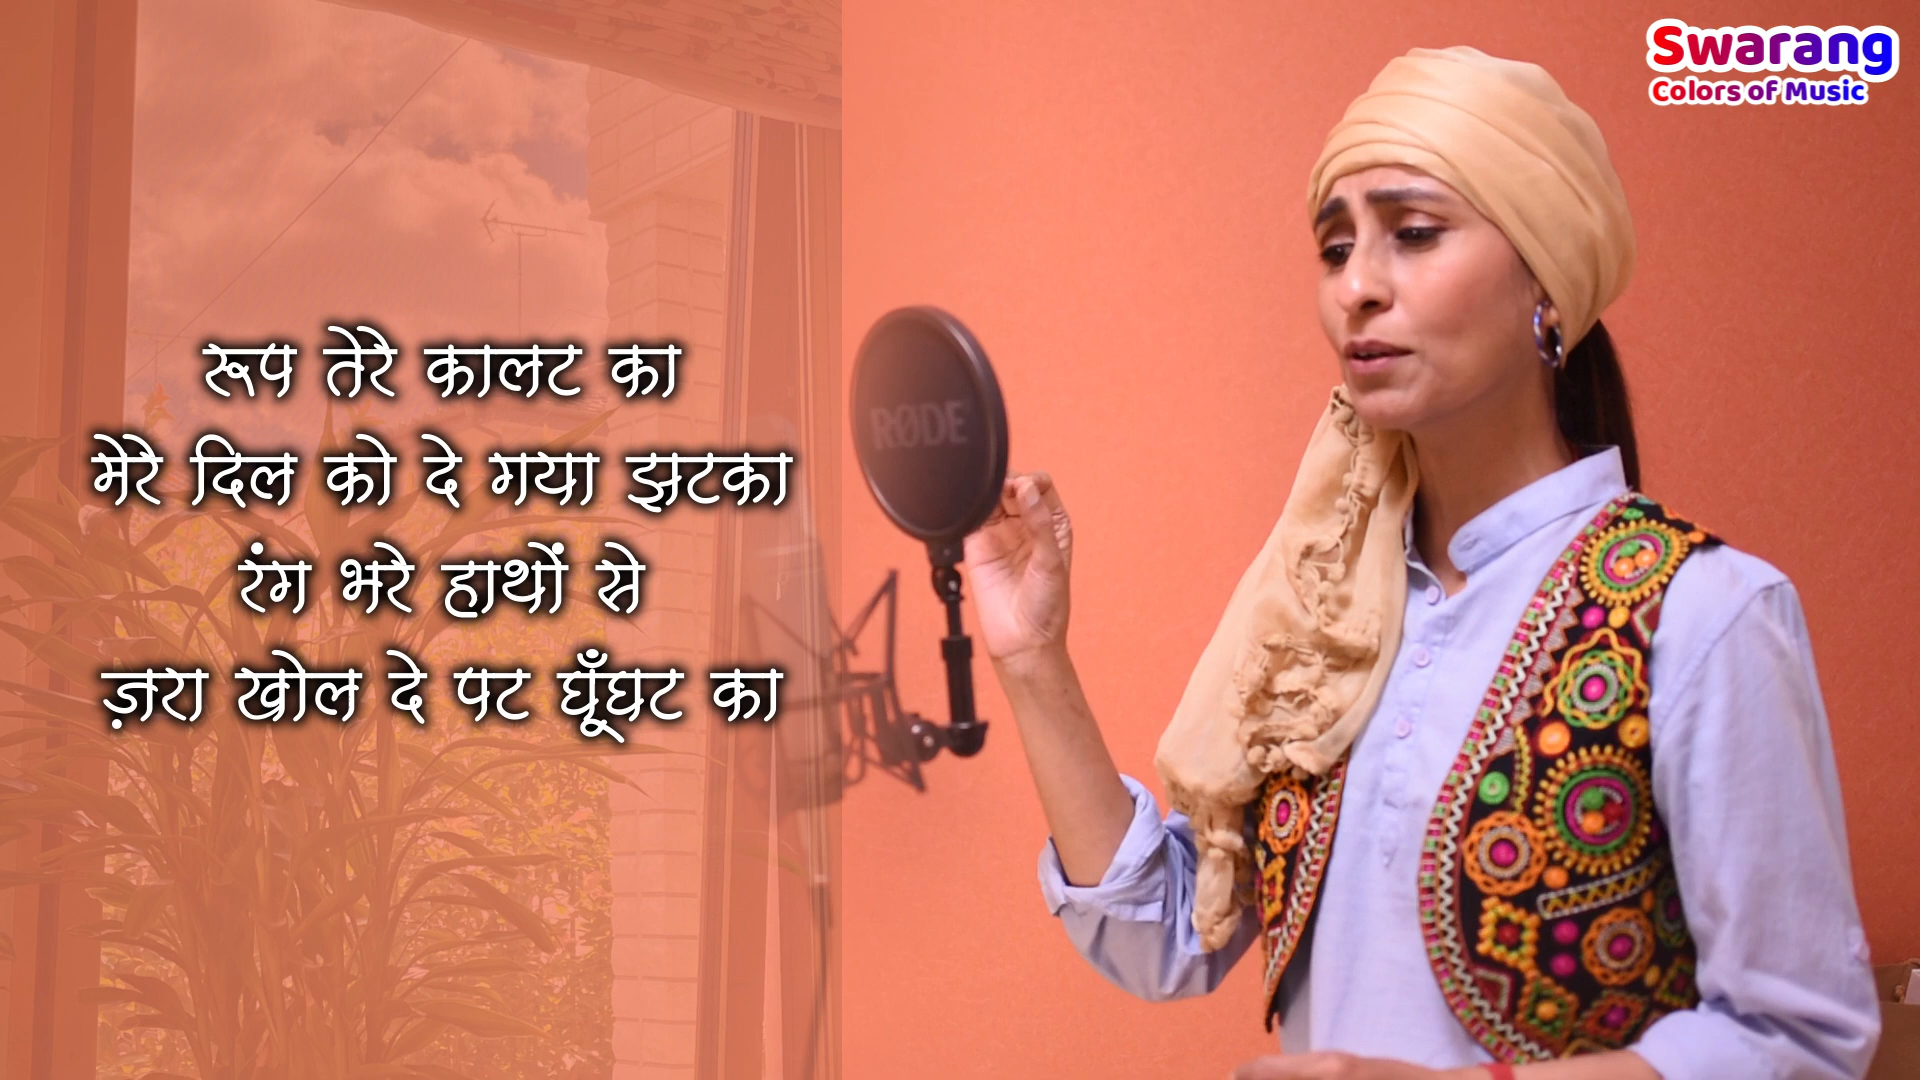 रूप तेरै कालट का
मेरै दिल को दे गया झटका
रंग भरै हाथों से
ज़रा खोल दे पट घूँघट का
RØDE
Swarang
Colors of Music